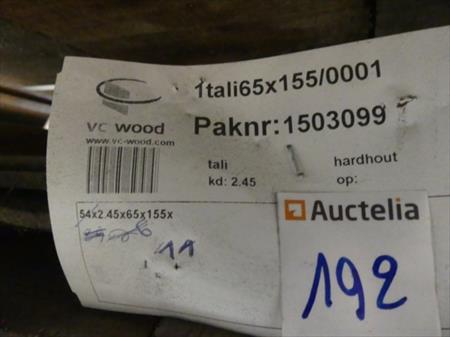 1tali65x155/0001
vc wood
www.vc-wood.com
Paknr:1503099
tali hardhout
kd: 2.45 op:
54x2.45x65x155x
11
Auctelia
192